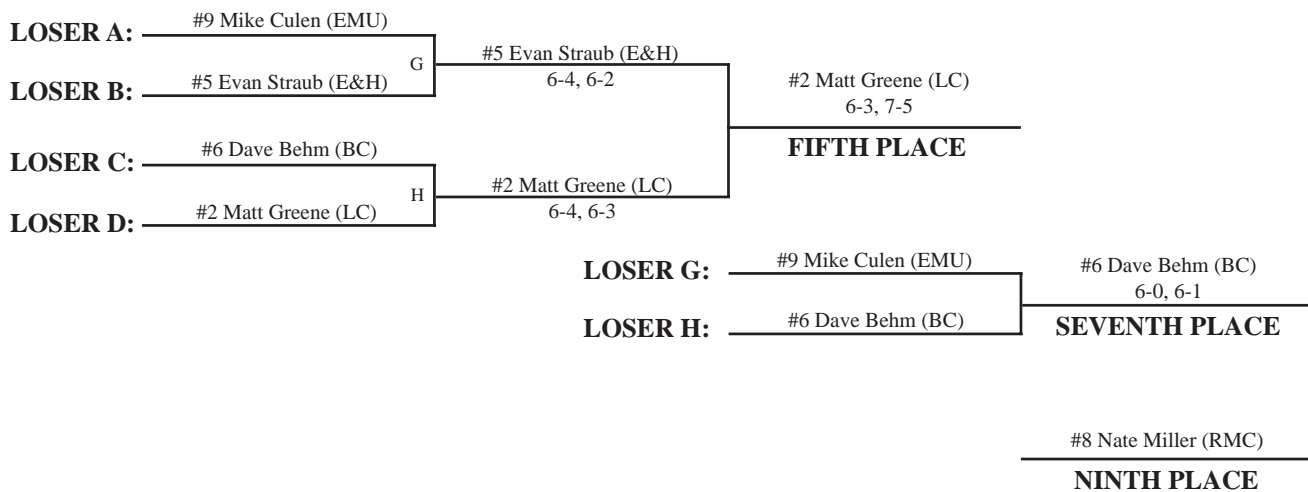 LOSER A:
#9 Mike Culen (EMU)
G
LOSER B:
#5 Evan Straub (E&H)
#5 Evan Straub (E&H)
6-4, 6-2
LOSER C:
#6 Dave Behm (BC)
H
LOSER D:
#2 Matt Greene (LC)
#2 Matt Greene (LC)
6-4, 6-3
#2 Matt Greene (LC)
6-3, 7-5
FIFTH PLACE
LOSER G:
#9 Mike Culen (EMU)
LOSER H:
#6 Dave Behm (BC)
#6 Dave Behm (BC)
6-0, 6-1
SEVENTH PLACE
#8 Nate Miller (RMC)
NINTH PLACE